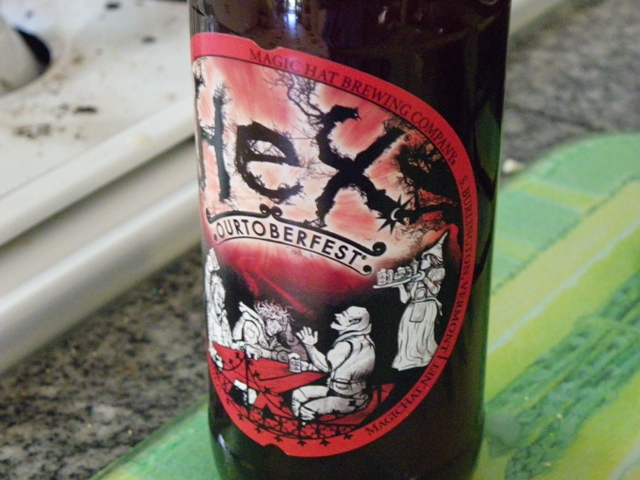 MAGIC HAT BREWING COMPANY • S. BURLINGTON, VERMONT | MAGICHAT.NET
HeX
OURTOBERFEST